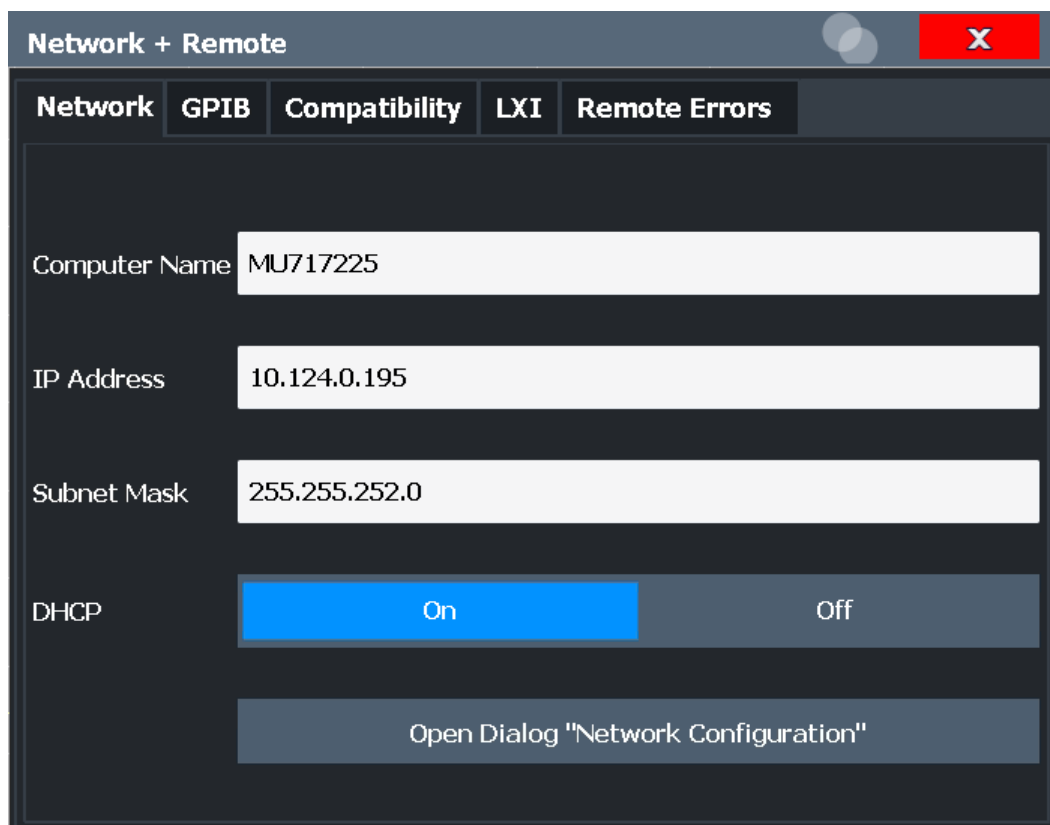 Network + Remote X
Network GPIB Compatibility LXI Remote Errors
Computer Name MU717225
IP Address 10.124.0.195
Subnet Mask 255.255.252.0
DHCP On Off
Open Dialog "Network Configuration"